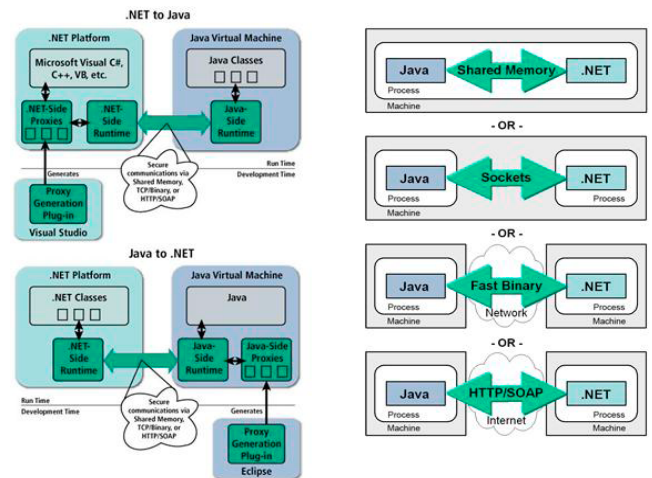 .NET to Java
.NET Platform
Microsoft Visual C#,
C++, VB, etc.
.NET-Side
Proxies
.NET-
Side
Runtime
Java Virtual Machine
Java Classes
Java-
Side
Runtime
Secure
communications via
Shared Memory,
TCP/Binary, or
HTTP/SOAP
Generates
Run Time
Development Time
Proxy
Generation
Plug-in
Visual Studio
Java to .NET
.NET Platform
.NET Classes
.NET-
Side
Runtime
Java Virtual Machine
Java
Java-
Side
Runtime
Java-Side
Proxies
Run Time
Development Time
Secure
communications via
Shared Memory,
TCP/Binary, or
HTTP/SOAP
Generates
Proxy
Generation
Plug-in
Eclipse
Java Shared Memory .NET
Process
Machine
- OR -
Java Sockets .NET
Process Process
Machine
- OR -
Java Fast Binary .NET
Process Network Process
Machine Machine
- OR -
Java HTTP/SOAP .NET
Process Internet Process
Machine Machine